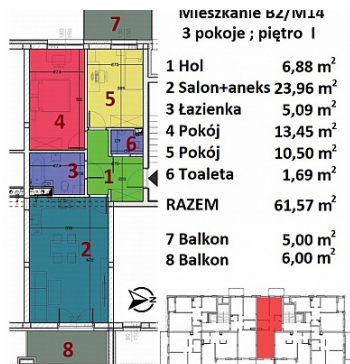 Mieszkanie B2/M14
3 pokoje ; piętro I
1 Hol 6,88 m²
2 Salon+aneks 23,96 m²
3 Łazienka 5,09 m²
4 Pokój 13,45 m²
5 Pokój 10,50 m²
6 Toaleta 1,69 m²
RAZEM 61,57 m²
7 Balkon 5,00 m²
8 Balkon 6,00 m²
7
5
4
6
3
1
2
N
8